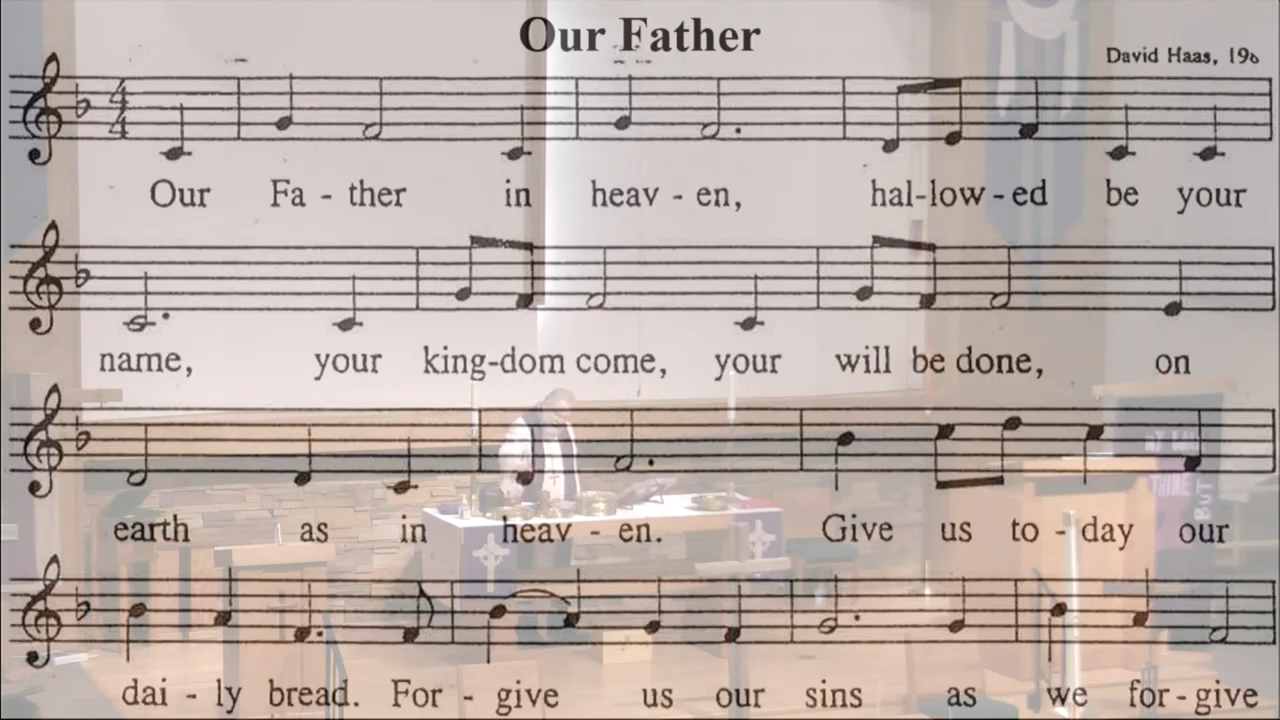 Our Father
David Haas, 19
4
4
Our Fa - ther in heav - en, hal-low-ed be your
name, your king-dom come, your will be done, on
earth as in heav - en. Give us to - day our
dai - ly bread. For - give us our sins as we for-give